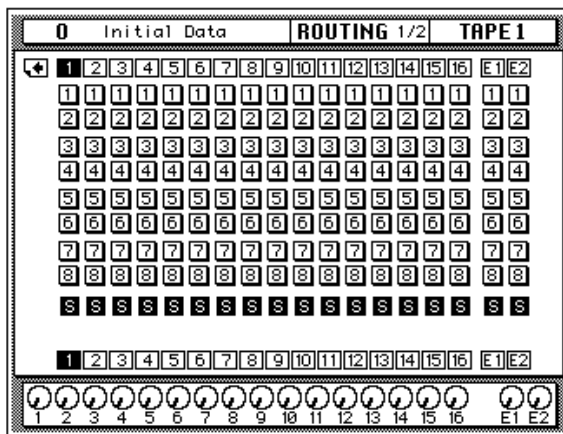 0 Initial Data ROUTING 1/2 TAPE 1
1 2 3 4 5 6 7 8 9 10 11 12 13 14 15 16 E1 E2
1 1 1 1 1 1 1 1 1 1 1 1 1 1 1 1 1 1
2 2 2 2 2 2 2 2 2 2 2 2 2 2 2 2 2 2
3 3 3 3 3 3 3 3 3 3 3 3 3 3 3 3 3 3
4 4 4 4 4 4 4 4 4 4 4 4 4 4 4 4 4 4
5 5 5 5 5 5 5 5 5 5 5 5 5 5 5 5 5 5
6 6 6 6 6 6 6 6 6 6 6 6 6 6 6 6 6 6
7 7 7 7 7 7 7 7 7 7 7 7 7 7 7 7 7 7
8 8 8 8 8 8 8 8 8 8 8 8 8 8 8 8 8 8
S S S S S S S S S S S S S S S S S S
1 2 3 4 5 6 7 8 9 10 11 12 13 14 15 16 E1 E2
1 2 3 4 5 6 7 8 9 10 11 12 13 14 15 16 E1 E2